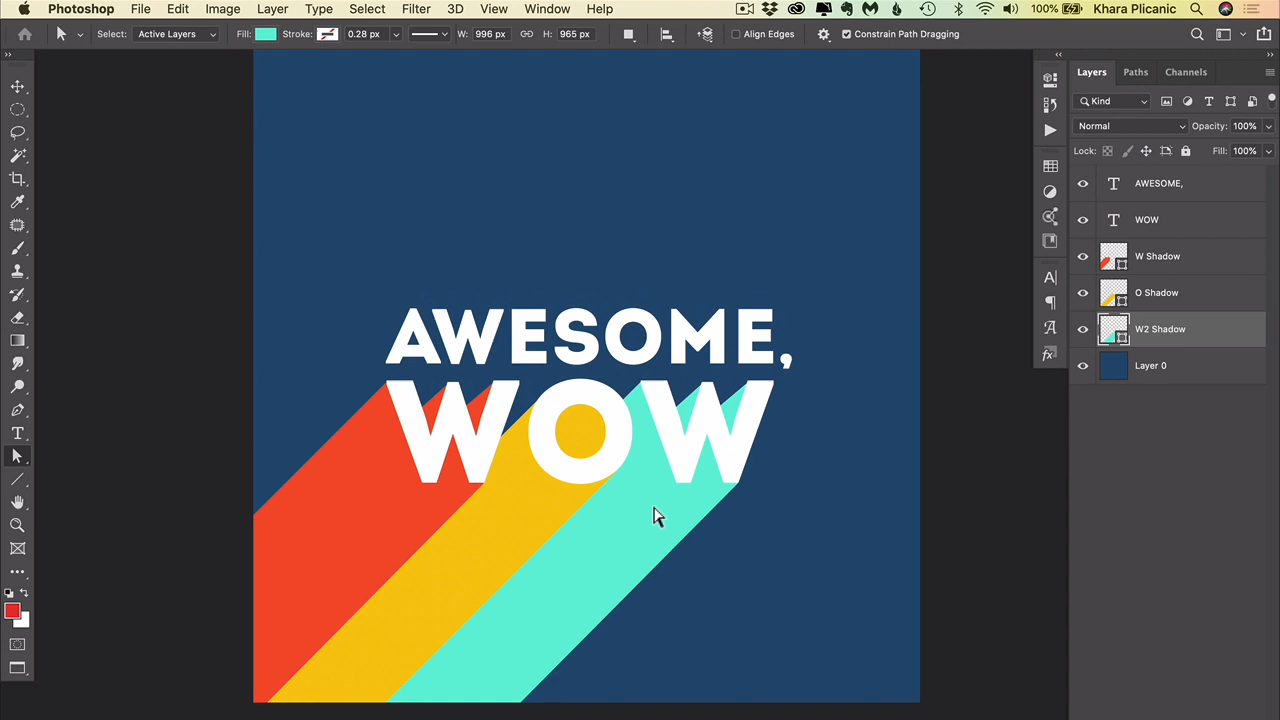 Photoshop File Edit Image Layer Type Select Filter 3D View Window Help 100% Khara Plicanic
Select: Active Layers Fill: Stroke: 0.28 px W: 996 px H: 965 px Align Edges Constrain Path Dragging
Layers Paths Channels
Kind
Normal Opacity: 100%
Lock: Fill: 100%
AWESOME,
WOW
W Shadow
O Shadow
W2 Shadow
Layer 0
AWESOME,
WOW